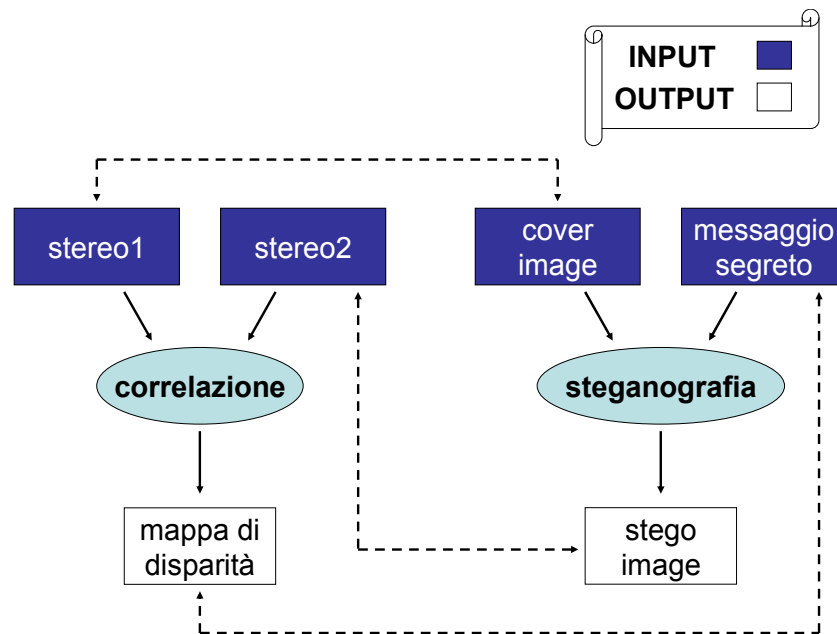 INPUT
OUTPUT
stereo1
stereo2
cover
image
messaggio
segreto
correlazione
steganografia
mappa di
disparità
stego
image